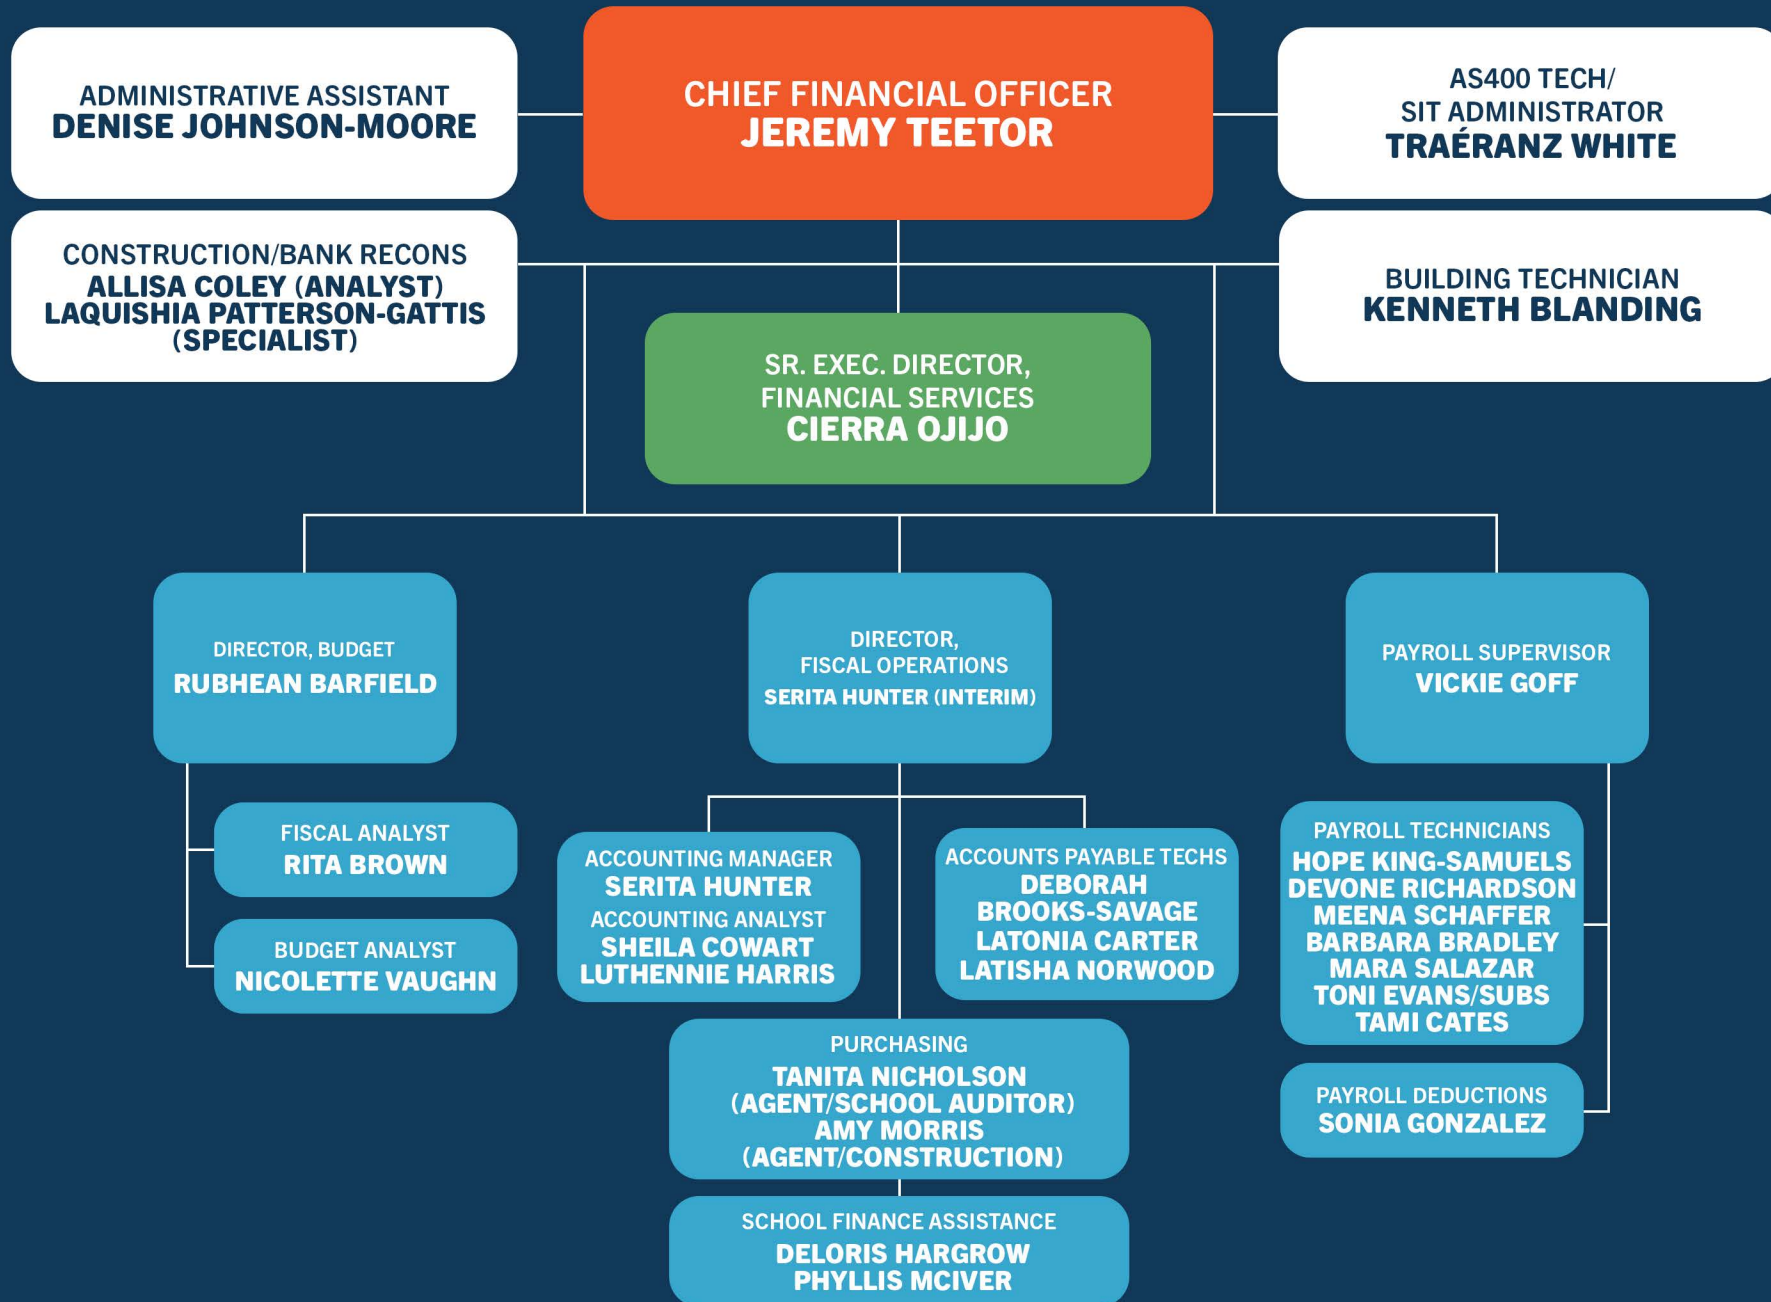 ADMINISTRATIVE ASSISTANT
DENISE JOHNSON-MOORE
CHIEF FINANCIAL OFFICER
JEREMY TEETOR
AS400 TECH/
SIT ADMINISTRATOR
TRAÉRANZ WHITE
CONSTRUCTION/BANK RECONS
ALLISA COLEY (ANALYST)
LAQUISHIA PATTERSON-GATTIS
(SPECIALIST)
BUILDING TECHNICIAN
KENNETH BLANDING
SR. EXEC. DIRECTOR,
FINANCIAL SERVICES
CIERRA OJIJO
DIRECTOR, BUDGET
RUBHEAN BARFIELD
DIRECTOR,
FISCAL OPERATIONS
SERITA HUNTER (INTERIM)
PAYROLL SUPERVISOR
VICKIE GOFF
FISCAL ANALYST
RITA BROWN
BUDGET ANALYST
NICOLETTE VAUGHN
ACCOUNTING MANAGER
SERITA HUNTER
ACCOUNTING ANALYST
SHEILA COWART
LUTHENNIE HARRIS
ACCOUNTS PAYABLE TECHS
DEBORAH
BROOKS-SAVAGE
LATONIA CARTER
LATISHA NORWOOD
PAYROLL TECHNICIANS
HOPE KING-SAMUELS
DEVONE RICHARDSON
MEENA SCHAFFER
BARBARA BRADLEY
MARA SALAZAR
TONI EVANS/SUBS
TAMI CATES
PURCHASING
TANITA NICHOLSON
(AGENT/SCHOOL AUDITOR)
AMY MORRIS
(AGENT/CONSTRUCTION)
PAYROLL DEDUCTIONS
SONIA GONZALEZ
SCHOOL FINANCE ASSISTANCE
DELORIS HARGROW
PHYLLIS MCIVER